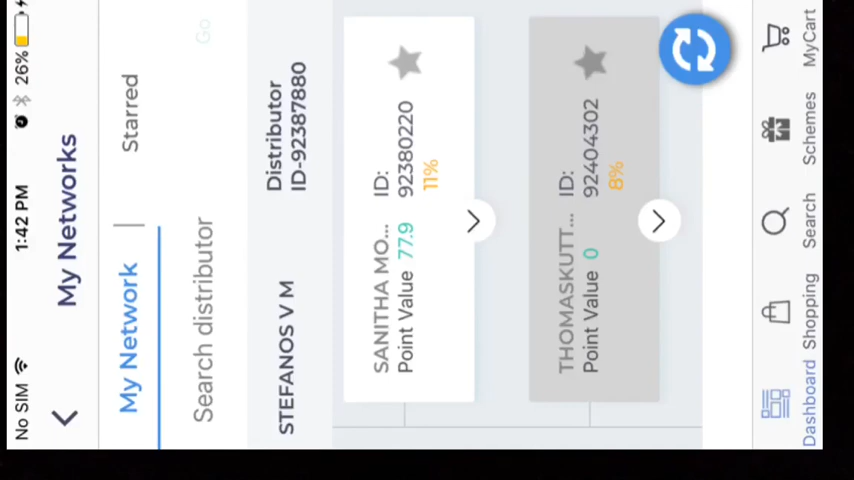 No SIM 1:42 PM 26%
My Networks
My Network Starred
Search distributor Go
STEFANOS V M Distributor
ID-92387880
SANITHA MO... ID:
92380220
Point Value 77.9 11%
THOMASKUTT... ID:
92404302
Point Value 0 8%
Dashboard Shopping Search Schemes MyCart